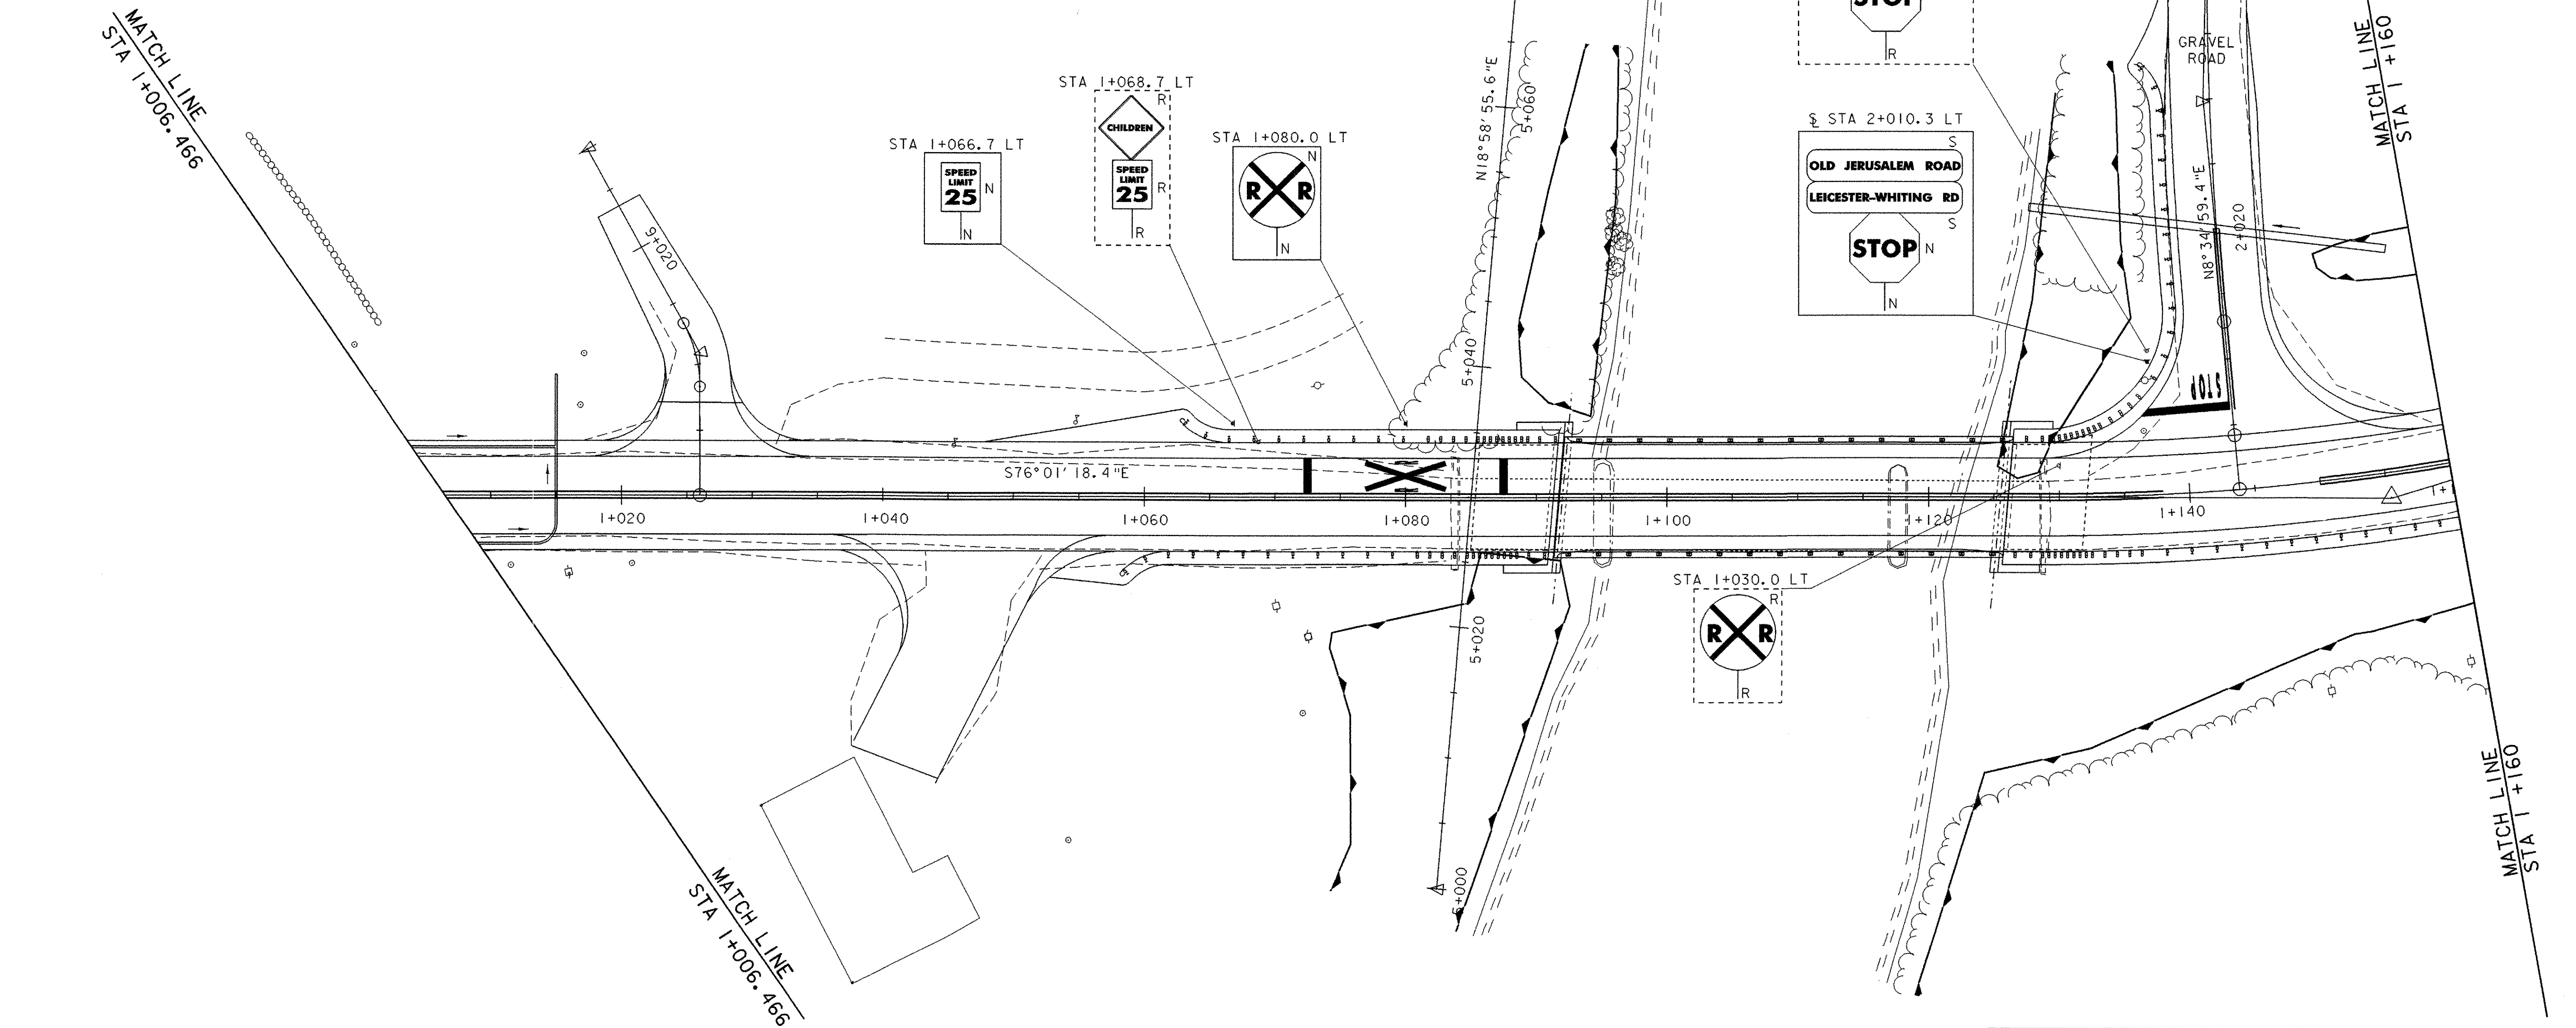 MATCH LINE
STA 1+006.466
STA 1+066.7 LT
SPEED
LIMIT
25
N
N
STA 1+068.7 LT
R
CHILDREN
SPEED
LIMIT
25
R
R
STA 1+080.0 LT
N
R R
N
N18°58'55.6"E
5+060
STOP
R
℄ STA 2+010.3 LT
S
OLD JERUSALEM ROAD
LEICESTER-WHITING RD
S
STOP
N
N
GRAVEL
ROAD
N8°34'59.4"E
2+020
MATCH LINE
STA 1+160
9+020
5+040
STOP
S76°01'18.4"E
1+020
1+040
1+060
1+080
1+100
1+120
1+140
1+1
STA 1+030.0 LT
R
R R
R
5+020
5+000
MATCH LINE
STA 1+006.466
MATCH LINE
STA 1+160